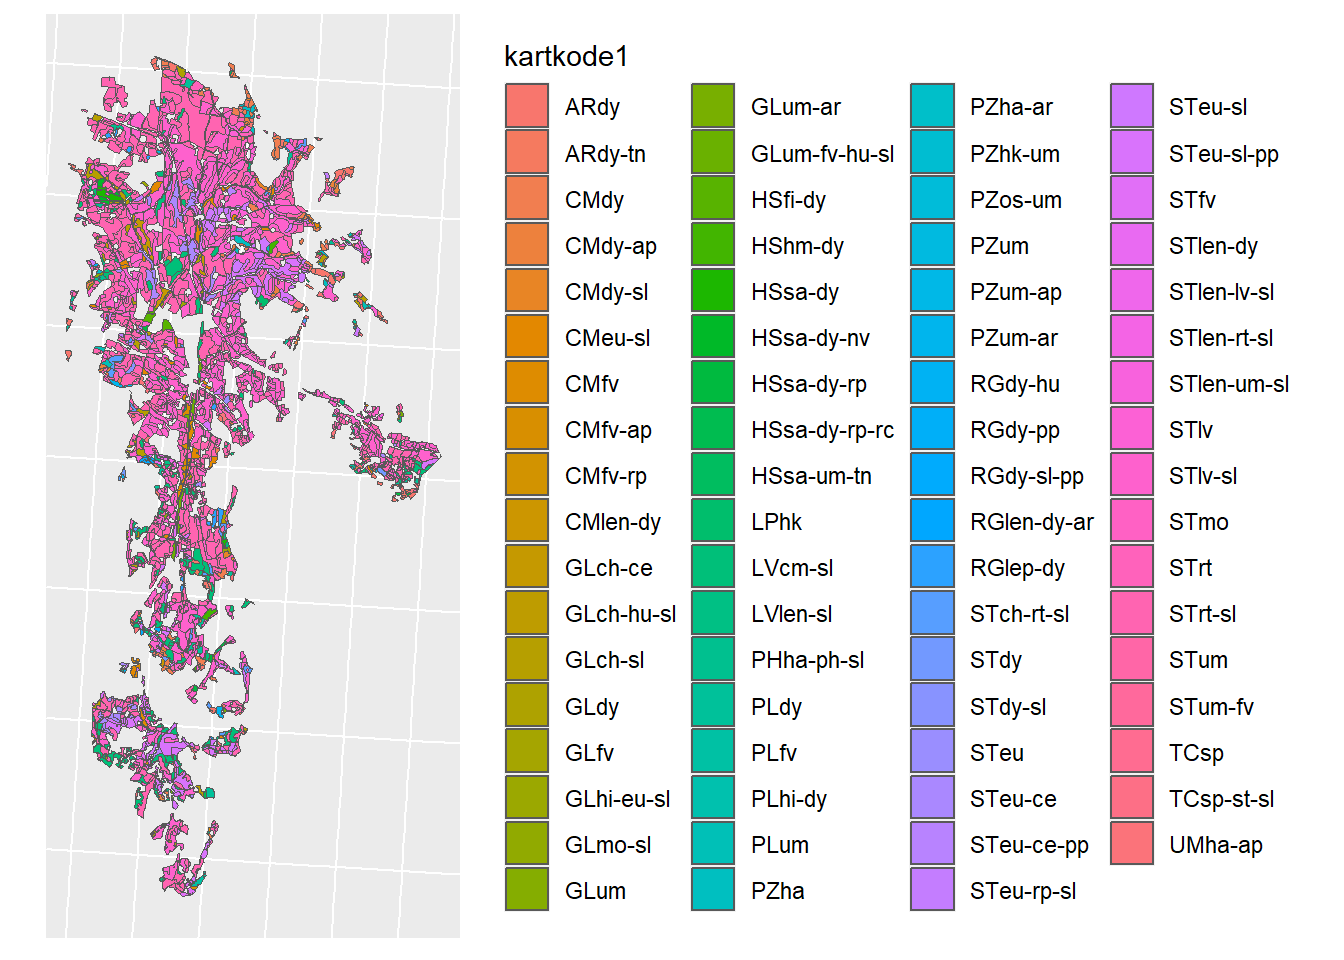 kartkode1
ARdy
ARdy-tn
CMdy
CMdy-ap
CMdy-sl
CMeu-sl
CMfv
CMfv-ap
CMfv-rp
CMlen-dy
GLch-ce
GLch-hu-sl
GLch-sl
GLdy
GLfv
GLhi-eu-sl
GLmo-sl
GLum
GLum-ar
GLum-fv-hu-sl
HSfi-dy
HShm-dy
HSsa-dy
HSsa-dy-nv
HSsa-dy-rp
HSsa-dy-rp-rc
HSsa-um-tn
LPhk
LVcm-sl
LVlen-sl
PHha-ph-sl
PLdy
PLfv
PLhi-dy
PLum
PZha
PZha-ar
PZhk-um
PZos-um
PZum
PZum-ap
PZum-ar
RGdy-hu
RGdy-pp
RGdy-sl-pp
RGlen-dy-ar
RGlep-dy
STch-rt-sl
STdy
STdy-sl
STeu
STeu-ce
STeu-ce-pp
STeu-rp-sl
STeu-sl
STeu-sl-pp
STfv
STlen-dy
STlen-lv-sl
STlen-rt-sl
STlen-um-sl
STlv
STlv-sl
STmo
STrt
STrt-sl
STum
STum-fv
TCsp
TCsp-st-sl
UMha-ap